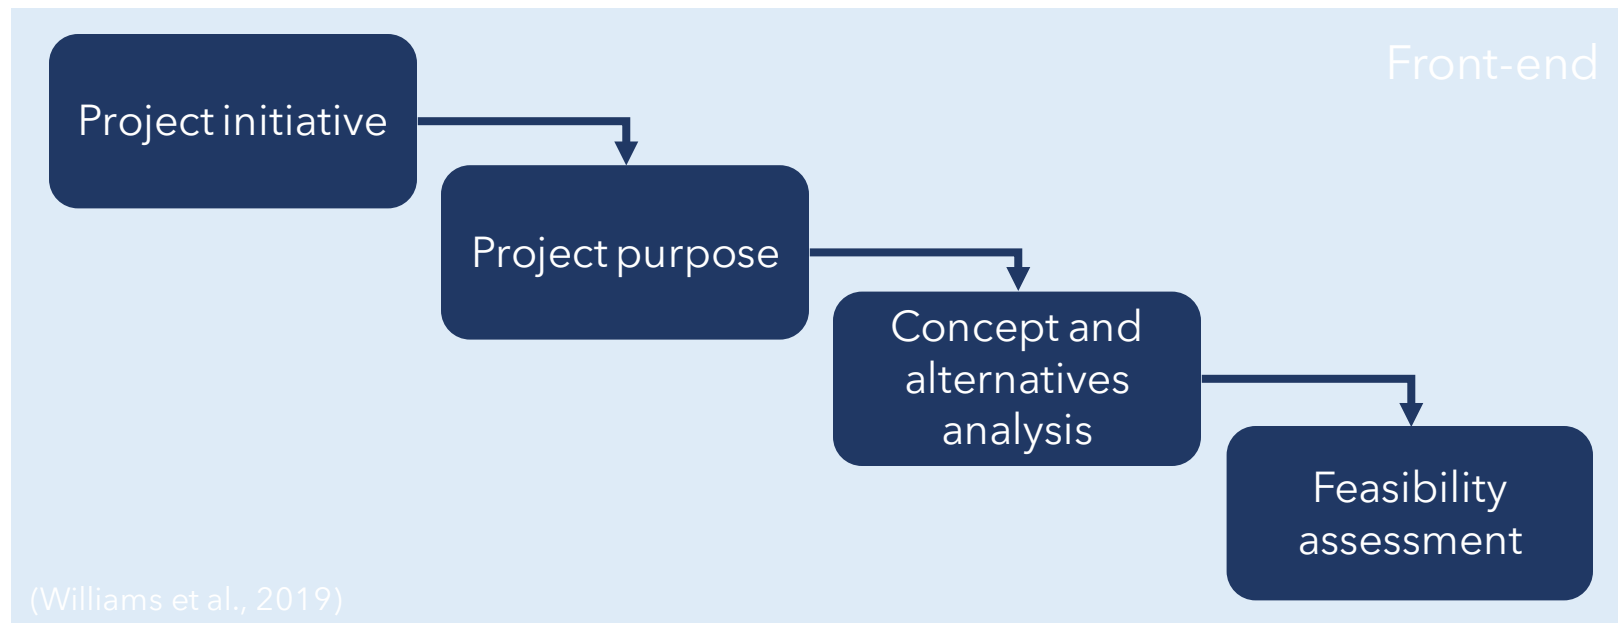 Front-end
Project initiative
Project purpose
Concept and
alternatives
analysis
Feasibility
assessment
(Williams et al., 2019)